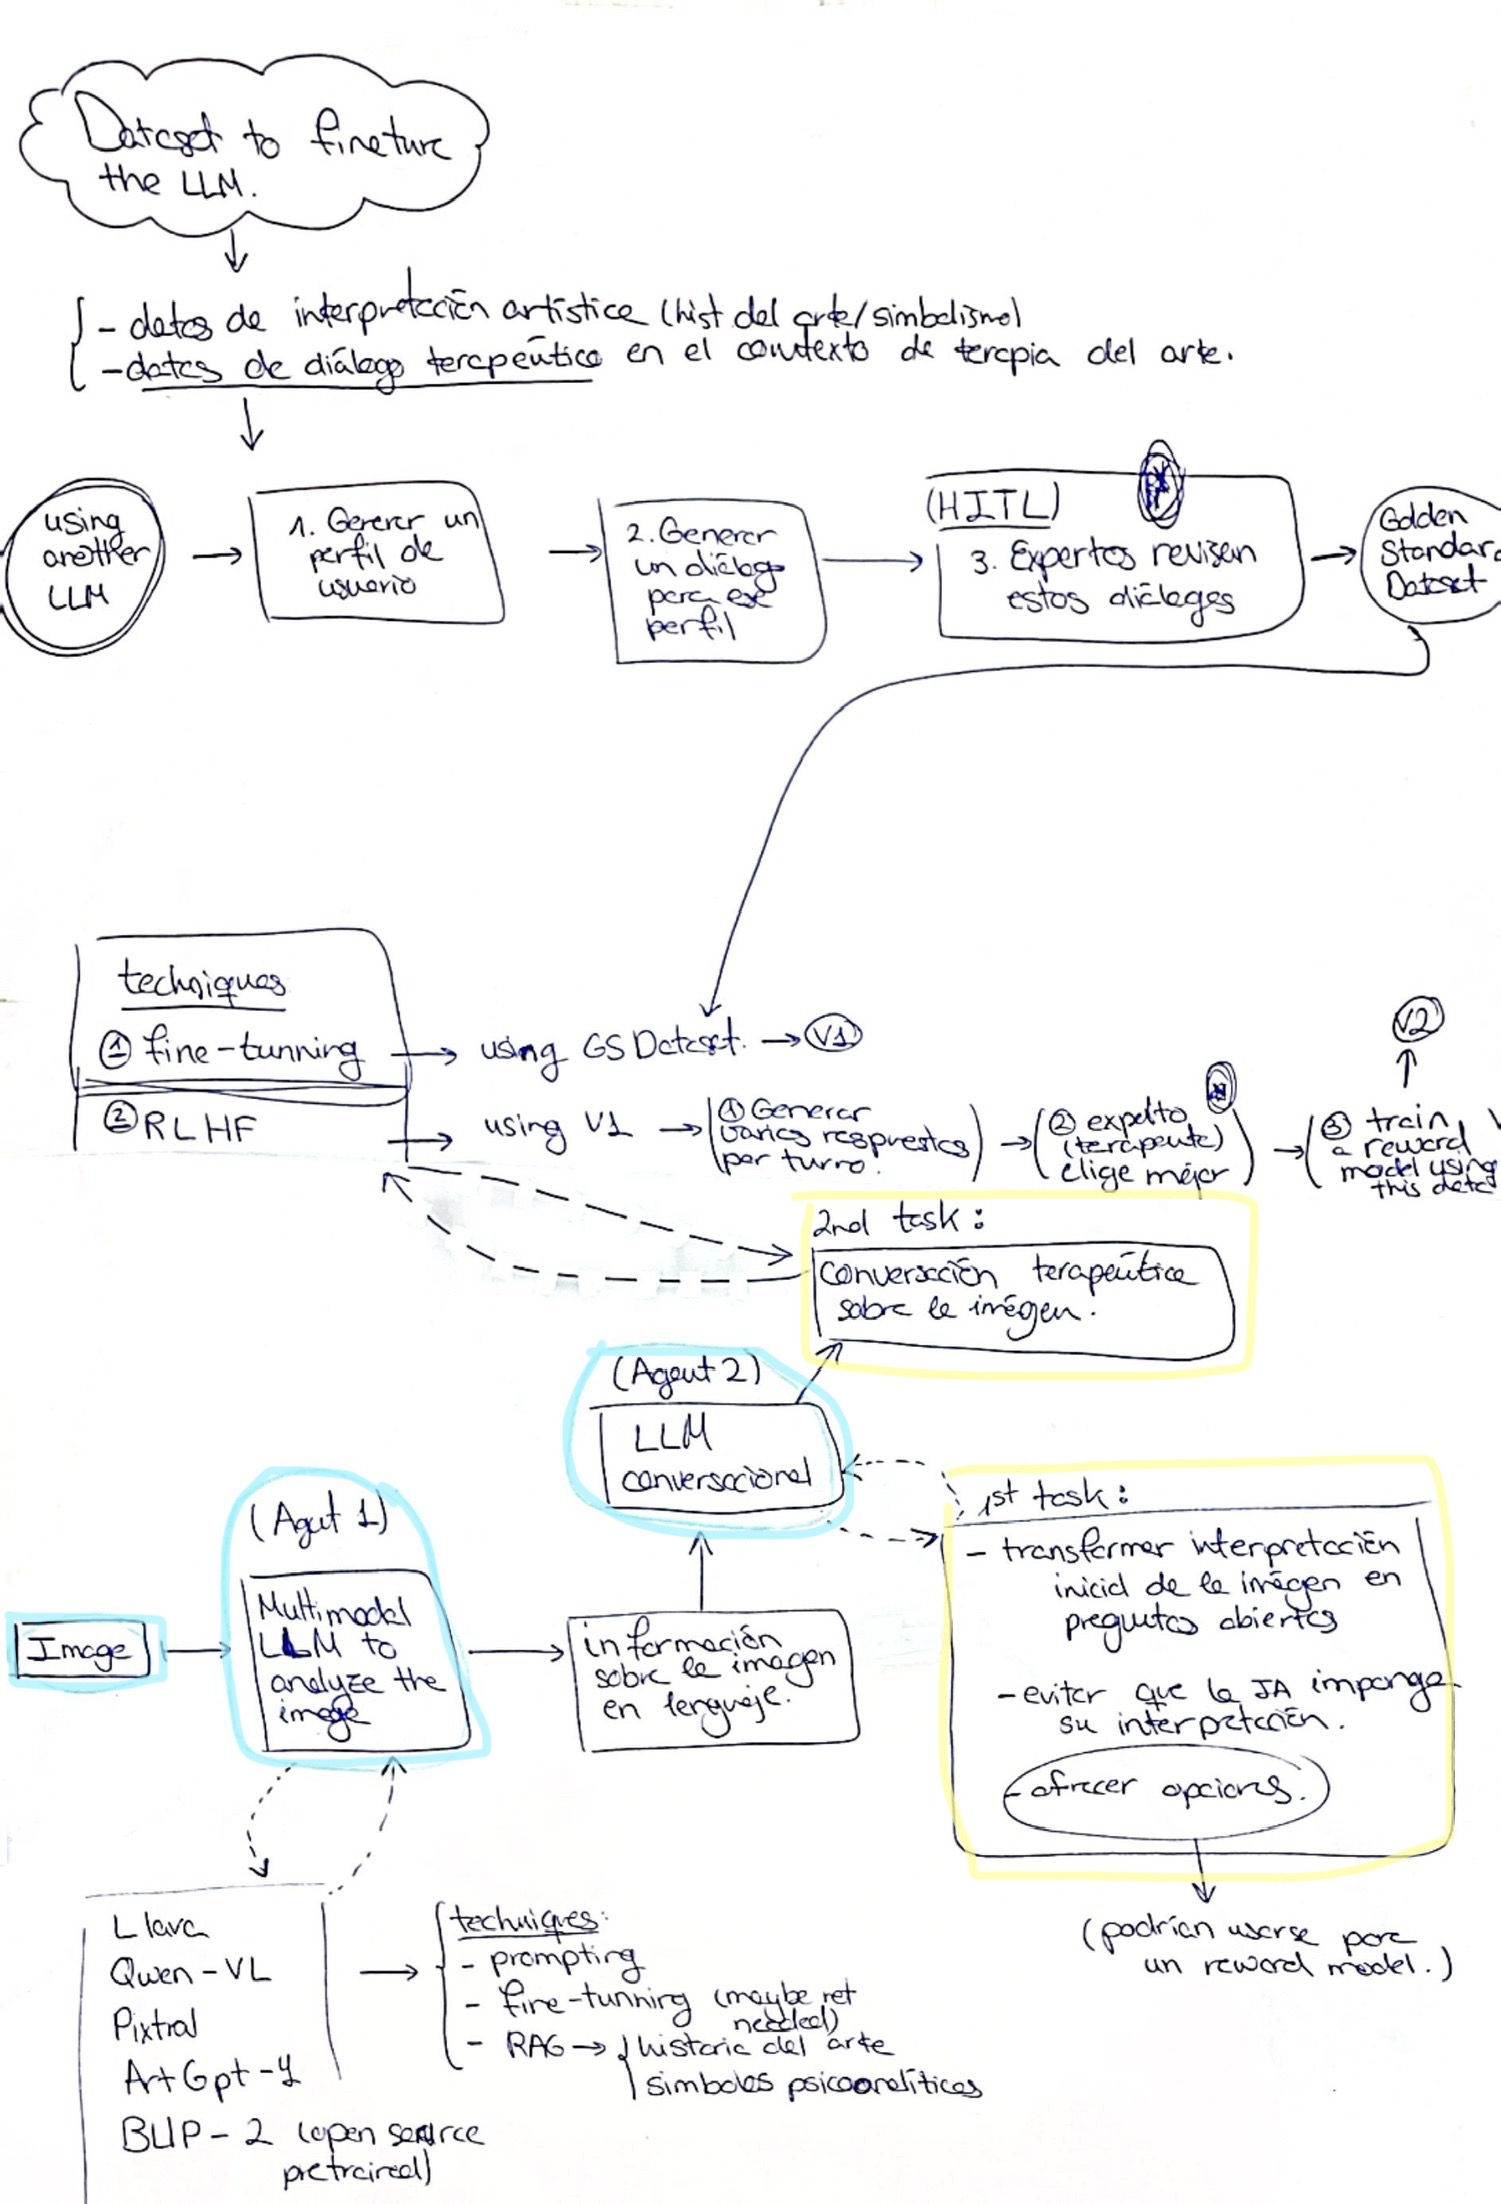 Dataset to finetune
the LLM.
- datos de interpretación artística (hist del arte/simbolismo)
- datos de diálogo terapéutico en el contexto de terapia del arte.
using
another
LLM
1. Generar un
perfil de
usuario
2. Generar
un diálogo
para ese
perfil
(HITL)
3. Expertos revisan
estos diálogos
Golden
Standar
Dataset
techniques
① fine-tunning
using GS Dataset.
V1
② RLHF
using V1
① Generar
varias respuestas
por turno.
② experto
(terapeuta)
elige mejor
③ train
a reward
model using
this data
V2
2nd task:
conversación terapéutica
sobre la imágen.
(Agent 2)
LLM
conversacional
1st task:
- transformar interpretación
inicial de la imágen en
preguntas abiertas
- evitar que la IA imponga
su interpretación.
- ofrecer opciones.
(podrían usarse para
un reward model.)
(Agent 1)
Image
Multimodal
LLM to
analyze the
image
información
sobre la imagen
en lenguaje.
Llava
Qwen-VL
Pixtral
ArtGpt-4
BLIP-2 (open source
pretrained)
techniques:
- prompting
- fine-tunning (maybe not
needed)
- RAG → historia del arte
símbolos psicoanalíticos